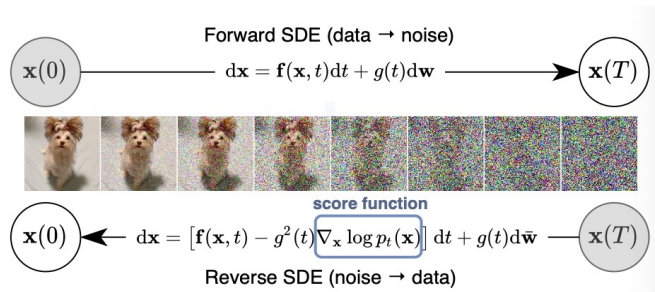 Forward SDE (data → noise)
x(0) dx = f(x, t)dt + g(t)dw x(T)
score function
x(0) dx = [f(x, t) − g²(t)∇ₓ log pₜ(x)] dt + g(t)dw̄ x(T)
Reverse SDE (noise → data)